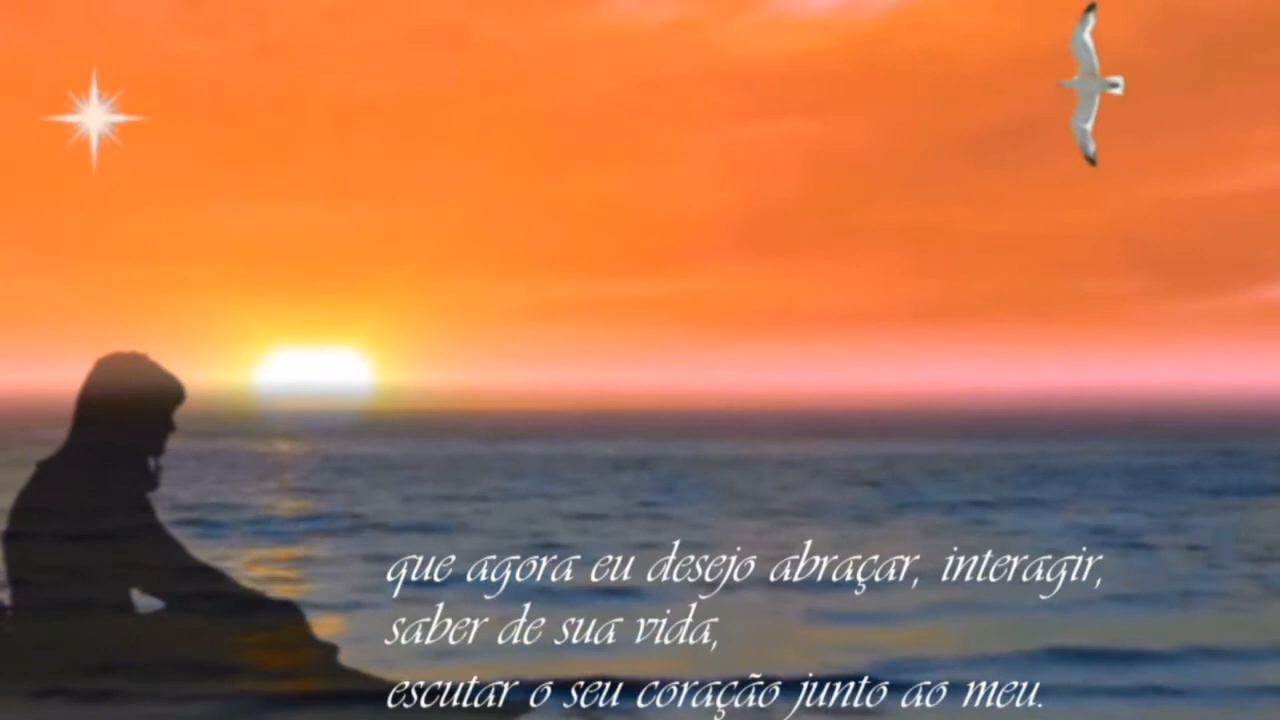 que agora eu desejo abraçar, interagir,
saber de sua vida,
escutar o seu coração junto ao meu.